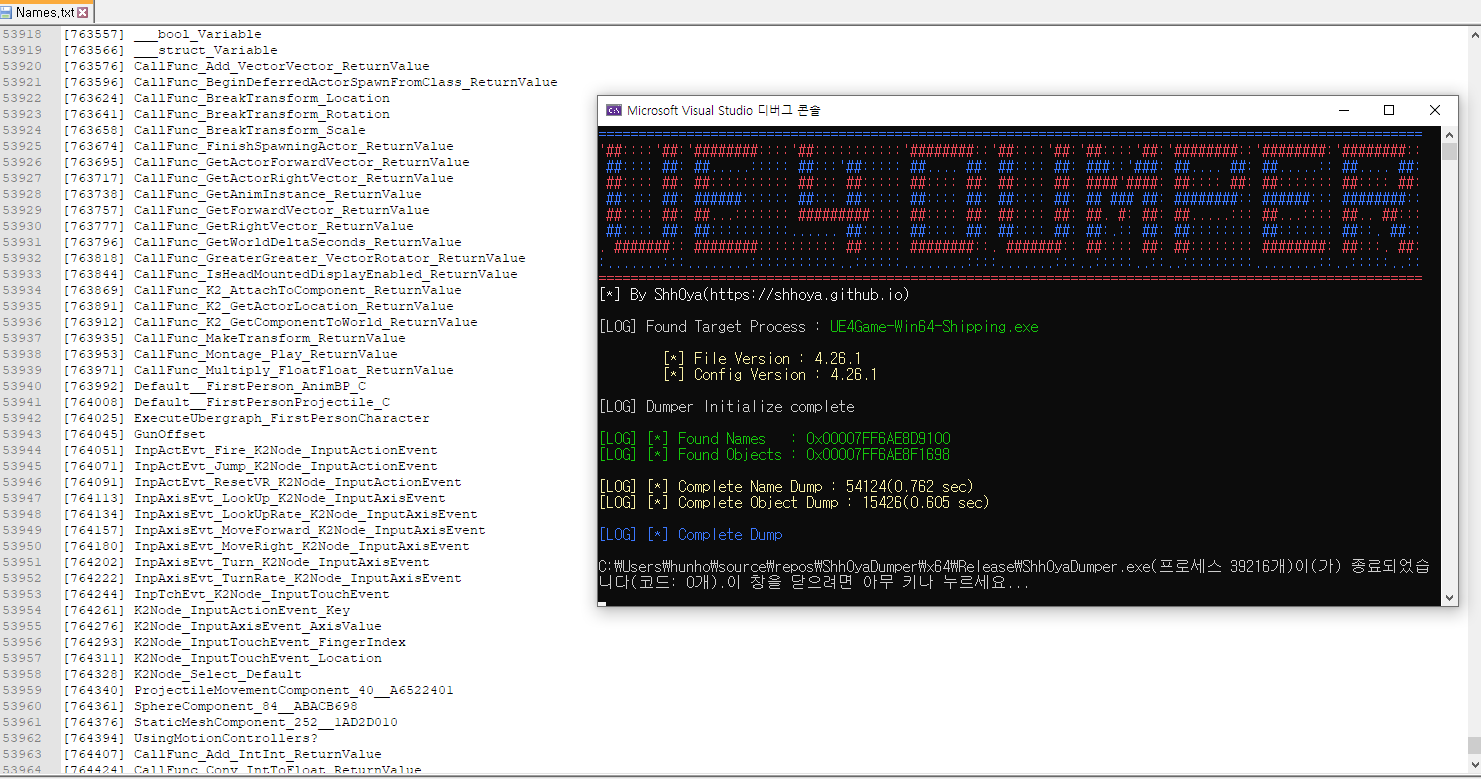 Names.txt
53918 [763557] ___bool_Variable
53919 [763566] ___struct_Variable
53920 [763576] CallFunc_Add_VectorVector_ReturnValue
53921 [763596] CallFunc_BeginDeferredActorSpawnFromClass_ReturnValue
53922 [763624] CallFunc_BreakTransform_Location
53923 [763641] CallFunc_BreakTransform_Rotation
53924 [763658] CallFunc_BreakTransform_Scale
53925 [763674] CallFunc_FinishSpawningActor_ReturnValue
53926 [763695] CallFunc_GetActorForwardVector_ReturnValue
53927 [763717] CallFunc_GetActorRightVector_ReturnValue
53928 [763738] CallFunc_GetAnimInstance_ReturnValue
53929 [763757] CallFunc_GetForwardVector_ReturnValue
53930 [763777] CallFunc_GetRightVector_ReturnValue
53931 [763796] CallFunc_GetWorldDeltaSeconds_ReturnValue
53932 [763818] CallFunc_GreaterGreater_VectorRotator_ReturnValue
53933 [763844] CallFunc_IsHeadMountedDisplayEnabled_ReturnValue
53934 [763869] CallFunc_K2_AttachToComponent_ReturnValue
53935 [763891] CallFunc_K2_GetActorLocation_ReturnValue
53936 [763912] CallFunc_K2_GetComponentToWorld_ReturnValue
53937 [763935] CallFunc_MakeTransform_ReturnValue
53938 [763953] CallFunc_Montage_Play_ReturnValue
53939 [763971] CallFunc_Multiply_FloatFloat_ReturnValue
53940 [763992] Default__FirstPerson_AnimBP_C
53941 [764008] Default__FirstPersonProjectile_C
53942 [764025] ExecuteUbergraph_FirstPersonCharacter
53943 [764045] GunOffset
53944 [764051] InpActEvt_Fire_K2Node_InputActionEvent
53945 [764071] InpActEvt_Jump_K2Node_InputActionEvent
53946 [764091] InpActEvt_ResetVR_K2Node_InputActionEvent
53947 [764113] InpAxisEvt_LookUp_K2Node_InputAxisEvent
53948 [764134] InpAxisEvt_LookUpRate_K2Node_InputAxisEvent
53949 [764157] InpAxisEvt_MoveForward_K2Node_InputAxisEvent
53950 [764180] InpAxisEvt_MoveRight_K2Node_InputAxisEvent
53951 [764202] InpAxisEvt_Turn_K2Node_InputAxisEvent
53952 [764222] InpAxisEvt_TurnRate_K2Node_InputAxisEvent
53953 [764244] InpTchEvt_K2Node_InputTouchEvent
53954 [764261] K2Node_InputActionEvent_Key
53955 [764276] K2Node_InputAxisEvent_AxisValue
53956 [764293] K2Node_InputTouchEvent_FingerIndex
53957 [764311] K2Node_InputTouchEvent_Location
53958 [764328] K2Node_Select_Default
53959 [764340] ProjectileMovementComponent_40__A6522401
53960 [764361] SphereComponent_84__ABACB698
53961 [764376] StaticMeshComponent_252__1AD2D010
53962 [764394] UsingMotionControllers?
53963 [764407] CallFunc_Add_IntInt_ReturnValue
53964 [764424] CallFunc_Conv_IntToFloat_ReturnValue
Microsoft Visual Studio 디버그 콘솔
UE4DUMPER
[*] By Shh0ya(https://shhoya.github.io)
[LOG] Found Target Process : UE4Game-Win64-Shipping.exe
[*] File Version : 4.26.1
[*] Config Version : 4.26.1
[LOG] Dumper Initialize complete
[LOG] [*] Found Names   : 0x00007FF6AE8D9100
[LOG] [*] Found Objects : 0x00007FF6AE8F1698
[LOG] [*] Complete Name Dump : 54124(0.762 sec)
[LOG] [*] Complete Object Dump : 15426(0.605 sec)
[LOG] [*] Complete Dump
C:₩Users₩hunho₩source₩repos₩Shh0yaDumper₩x64₩Release₩Shh0yaDumper.exe(프로세스 39216개)이(가) 종료되었습
니다(코드: 0개).이 창을 닫으려면 아무 키나 누르세요...